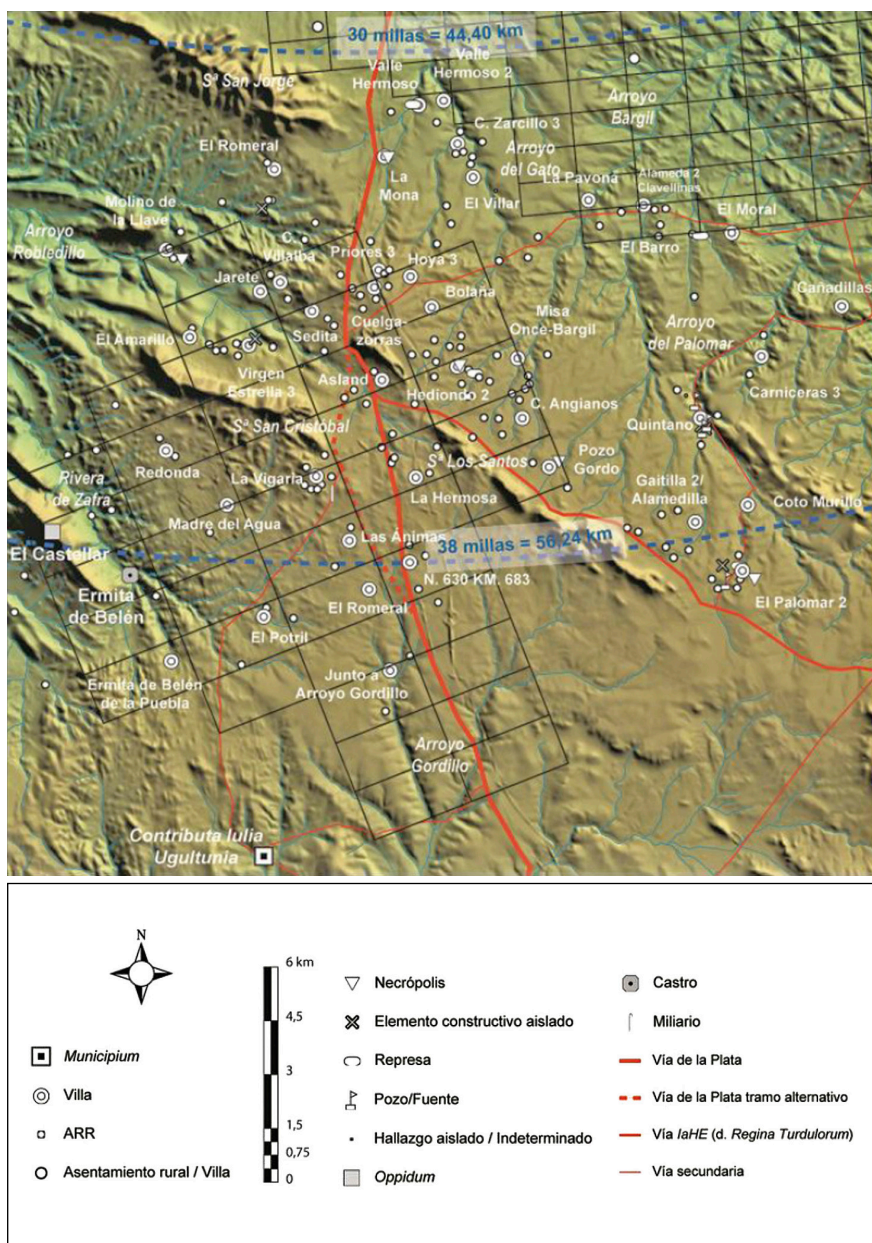 30 millas = 44,40 km
Valle
Hermoso
Valle
Hermoso 2
Sª San Jorge
Arroyo
Bargil
C. Zarcillo 3
El Romeral
Arroyo
del Gato
La
Mona
El Villar
La Pavona
Alameda 2
Clavellinas
Molino de
la Llave
El Moral
Arroyo
Robledillo
C.
Villalba
Priores 3
Hoya 3
El Barro
Jarete
Bolaña
Cañadillas
Misa
Once-Bargil
Arroyo
del Palomar
El Amarillo
Sedita
Cuelga-
zorras
Virgen
Estrella 3
Asland
Hediondo 2
Carniceras 3
C. Angianos
Quintano
Sª San Cristóbal
Redonda
Sª Los Santos
Pozo
Gordo
Rivera
de Zafra
La Vigaría
La Hermosa
Gaitilla 2/
Alamedilla
Coto Murillo
Madre del Agua
Las Ánimas
38 millas = 56,24 km
El Castellar
Ermita
de Belén
N. 630 KM. 683
El Romeral
El Palomar 2
El Potril
Ermita de Belén
de la Puebla
Junto a
Arroyo Gordillo
Arroyo
Gordillo
Contributa Iulia
Ugultunia
N
6 km
4,5
3
1,5
0,75
0
Municipium
Villa
ARR
Asentamiento rural / Villa
Necrópolis
Elemento constructivo aislado
Represa
Pozo/Fuente
Hallazgo aislado / Indeterminado
Oppidum
Castro
Miliario
Vía de la Plata
Vía de la Plata tramo alternativo
Vía IaHE (d. Regina Turdulorum)
Vía secundaria